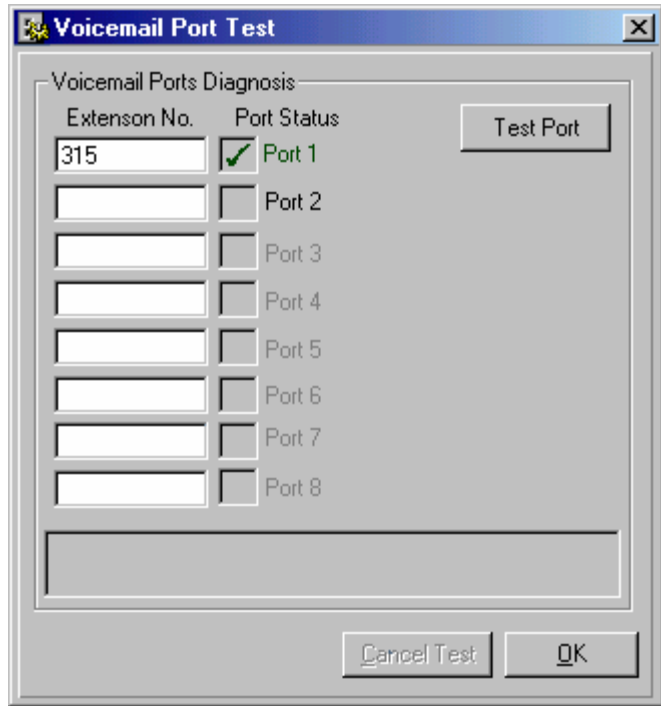 Voicemail Port Test
Voicemail Ports Diagnosis
Extenson No. Port Status
Test Port
315 Port 1
Port 2
Port 3
Port 4
Port 5
Port 6
Port 7
Port 8
Cancel Test OK